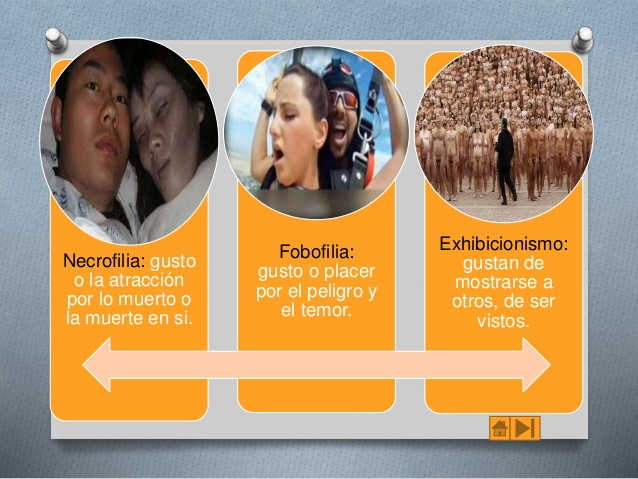 Necrofilia: gusto
o la atracción
por lo muerto o
la muerte en si.
Fobofilia:
gusto o placer
por el peligro y
el temor.
Exhibicionismo:
gustan de
mostrarse a
otros, de ser
vistos.